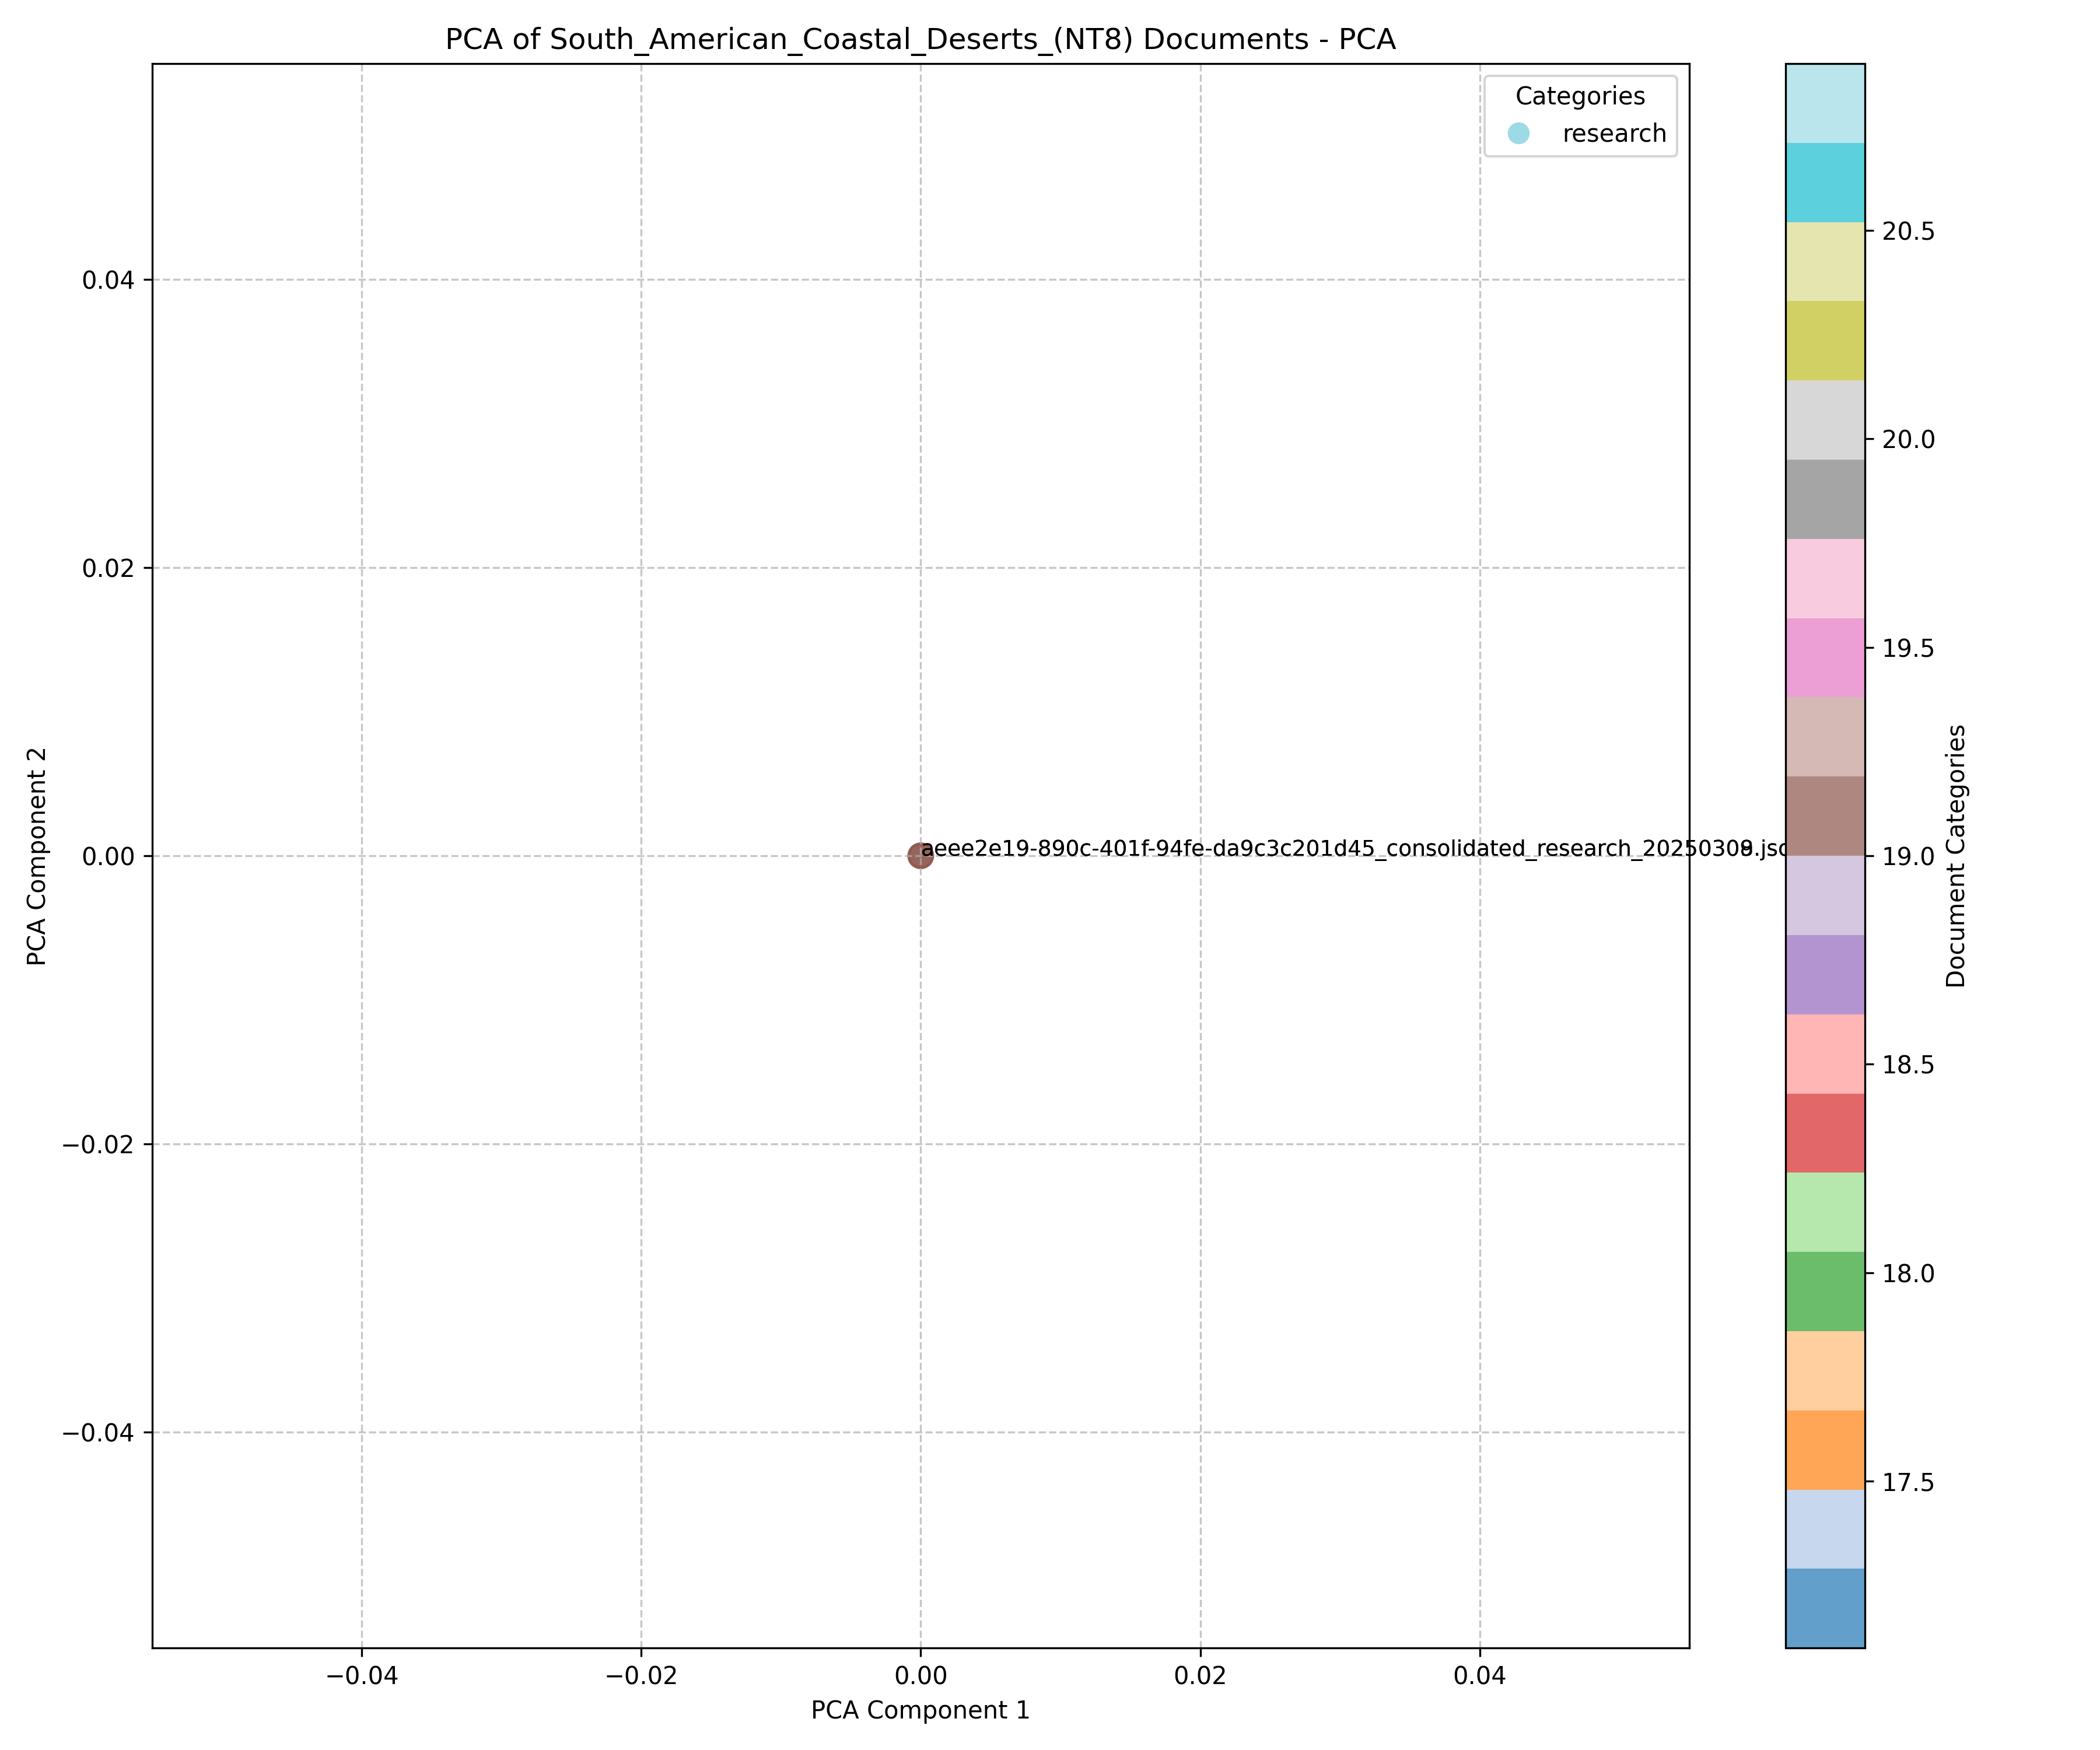 PCA of South_American_Coastal_Deserts_(NT8) Documents - PCA
Categories
research
0.04
0.02
0.00
−0.02
−0.04
PCA Component 2
aeee2e19-890c-401f-94fe-da9c3c201d45_consolidated_research_20250309.jsc
−0.04
−0.02
0.00
0.02
0.04
PCA Component 1
20.5
20.0
19.5
19.0
18.5
18.0
17.5
Document Categories